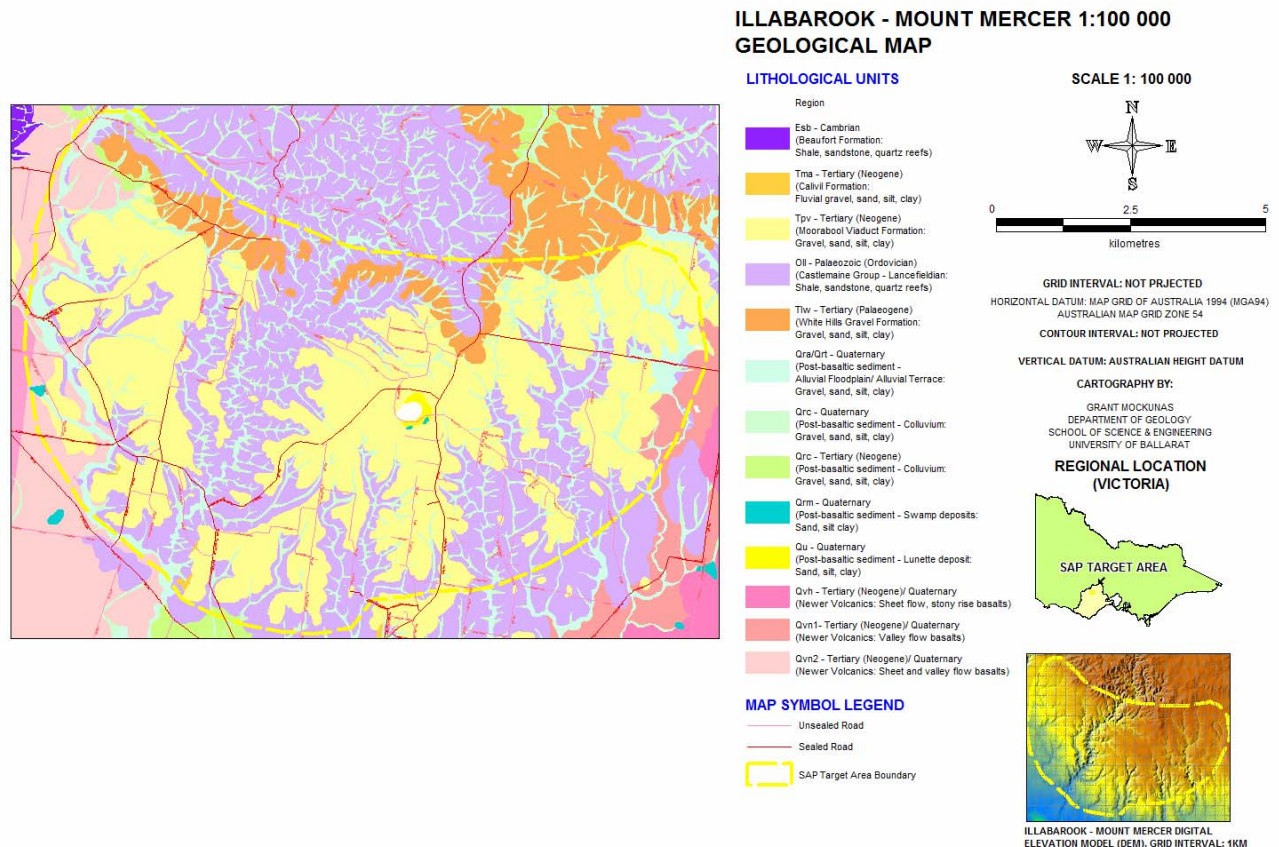 ILLABAROOK - MOUNT MERCER 1:100 000
GEOLOGICAL MAP
LITHOLOGICAL UNITS
Region
Esb - Cambrian
(Beaufort Formation:
Shale, sandstone, quartz reefs)
Tma - Tertiary (Neogene)
(Calivil Formation:
Fluvial gravel, sand, silt, clay)
Tpv - Tertiary (Neogene)
(Moorabool Viaduct Formation:
Gravel, sand, silt, clay)
Oll - Palaeozoic (Ordovician)
(Castlemaine Group - Lancefieldian:
Shale, sandstone, quartz reefs)
Tlw - Tertiary (Palaeogene)
(White Hills Gravel Formation:
Gravel, sand, silt, clay)
Qra/Qrt - Quaternary
(Post-basaltic sediment -
Alluvial Floodplain/ Alluvial Terrace:
Gravel, sand, silt, clay)
Qrc - Quaternary
(Post-basaltic sediment - Colluvium:
Gravel, sand, silt, clay)
Qrc - Tertiary (Neogene)
(Post-basaltic sediment - Colluvium:
Gravel, sand, silt, clay)
Qrm - Quaternary
(Post-basaltic sediment - Swamp deposits:
Sand, silt clay)
Qu - Quaternary
(Post-basaltic sediment - Lunette deposit:
Sand, silt, clay)
Qvh - Tertiary (Neogene)/ Quaternary
(Newer Volcanics: Sheet flow, stony rise basalts)
Qvn1- Tertiary (Neogene)/ Quaternary
(Newer Volcanics: Valley flow basalts)
Qvn2 - Tertiary (Neogene)/ Quaternary
(Newer Volcanics: Sheet and valley flow basalts)
MAP SYMBOL LEGEND
Unsealed Road
Sealed Road
SAP Target Area Boundary
SCALE 1: 100 000
N
W E
S
0 2.5 5
kilometres
GRID INTERVAL: NOT PRJECTED
HORIZONTAL DATUM: MAP GRID OF AUSTRALIA 1994 (MGA94)
AUSTRALIAN MAP GRID ZONE 54
CONTOUR INTERVAL: NOT PROJECTED
VERTICAL DATUM: AUSTRALIAN HEIGHT DATUM
CARTOGRAPHY BY:
GRANT MOCKUNAS
DEPARTMENT OF GEOLOGY
SCHOOL OF SCIENCE & ENGINEERING
UNIVERSITY OF BALLARAT
REGIONAL LOCATION
(VICTORIA)
SAP TARGET AREA
ILLABAROOK - MOUNT MERCER DIGITAL
ELEVATION MODEL (DEM). GRID INTERVAL: 1KM